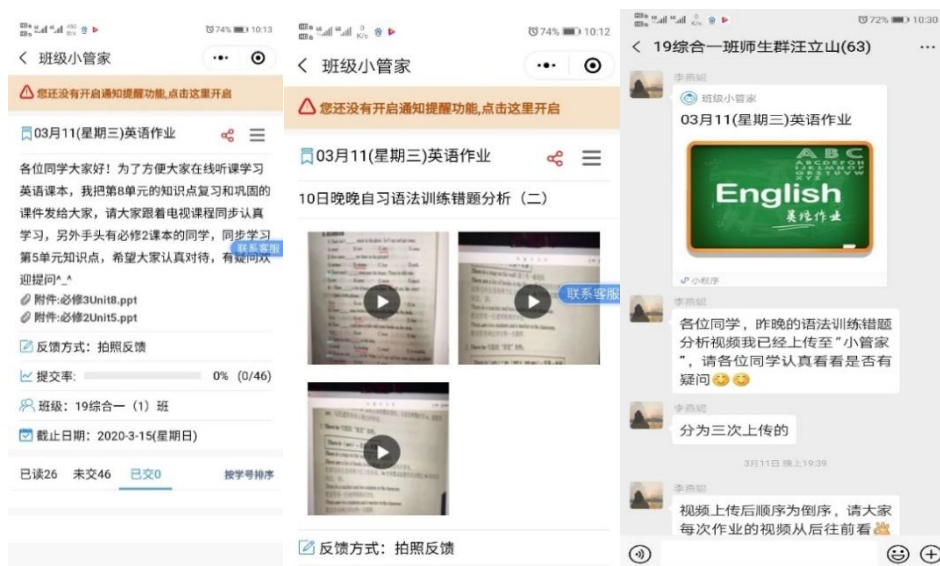 74% 10:13
班级小管家
您还没有开启通知提醒功能,点击这里开启
03月11(星期三)英语作业
各位同学大家好！为了方便大家在线听课学习
英语课本，我把第8单元的知识点复习和巩固的
课件发给大家，请大家跟着电视课程同步认真
学习，另外手头有必修2课本的同学，同步学习
第5单元知识点，希望大家认真对待，有疑问欢
迎提问^_^
联系客服
附件:必修3Unit8.ppt
附件:必修2Unit5.ppt
反馈方式：拍照反馈
提交率: 0% (0/46)
班级：19综合一（1）班
截止日期：2020-3-15(星期日)
已读26 未交46 已交0 按学号排序
74% 10:12
班级小管家
您还没有开启通知提醒功能,点击这里开启
03月11(星期三)英语作业
10日晚晚自习语法训练错题分析（二）
联系客服
反馈方式：拍照反馈
72% 10:30
19综合一班师生群汪立山(63)
班级小管家
03月11(星期三)英语作业
A B C
English
英语作业
小程序
各位同学，昨晚的语法训练错题
分析视频我已经上传至“小管家
”，请各位同学认真看看是否有
疑问
分为三次上传的
3月11日 晚上19:39
视频上传后顺序为倒序，请大家
每次作业的视频从后往前看